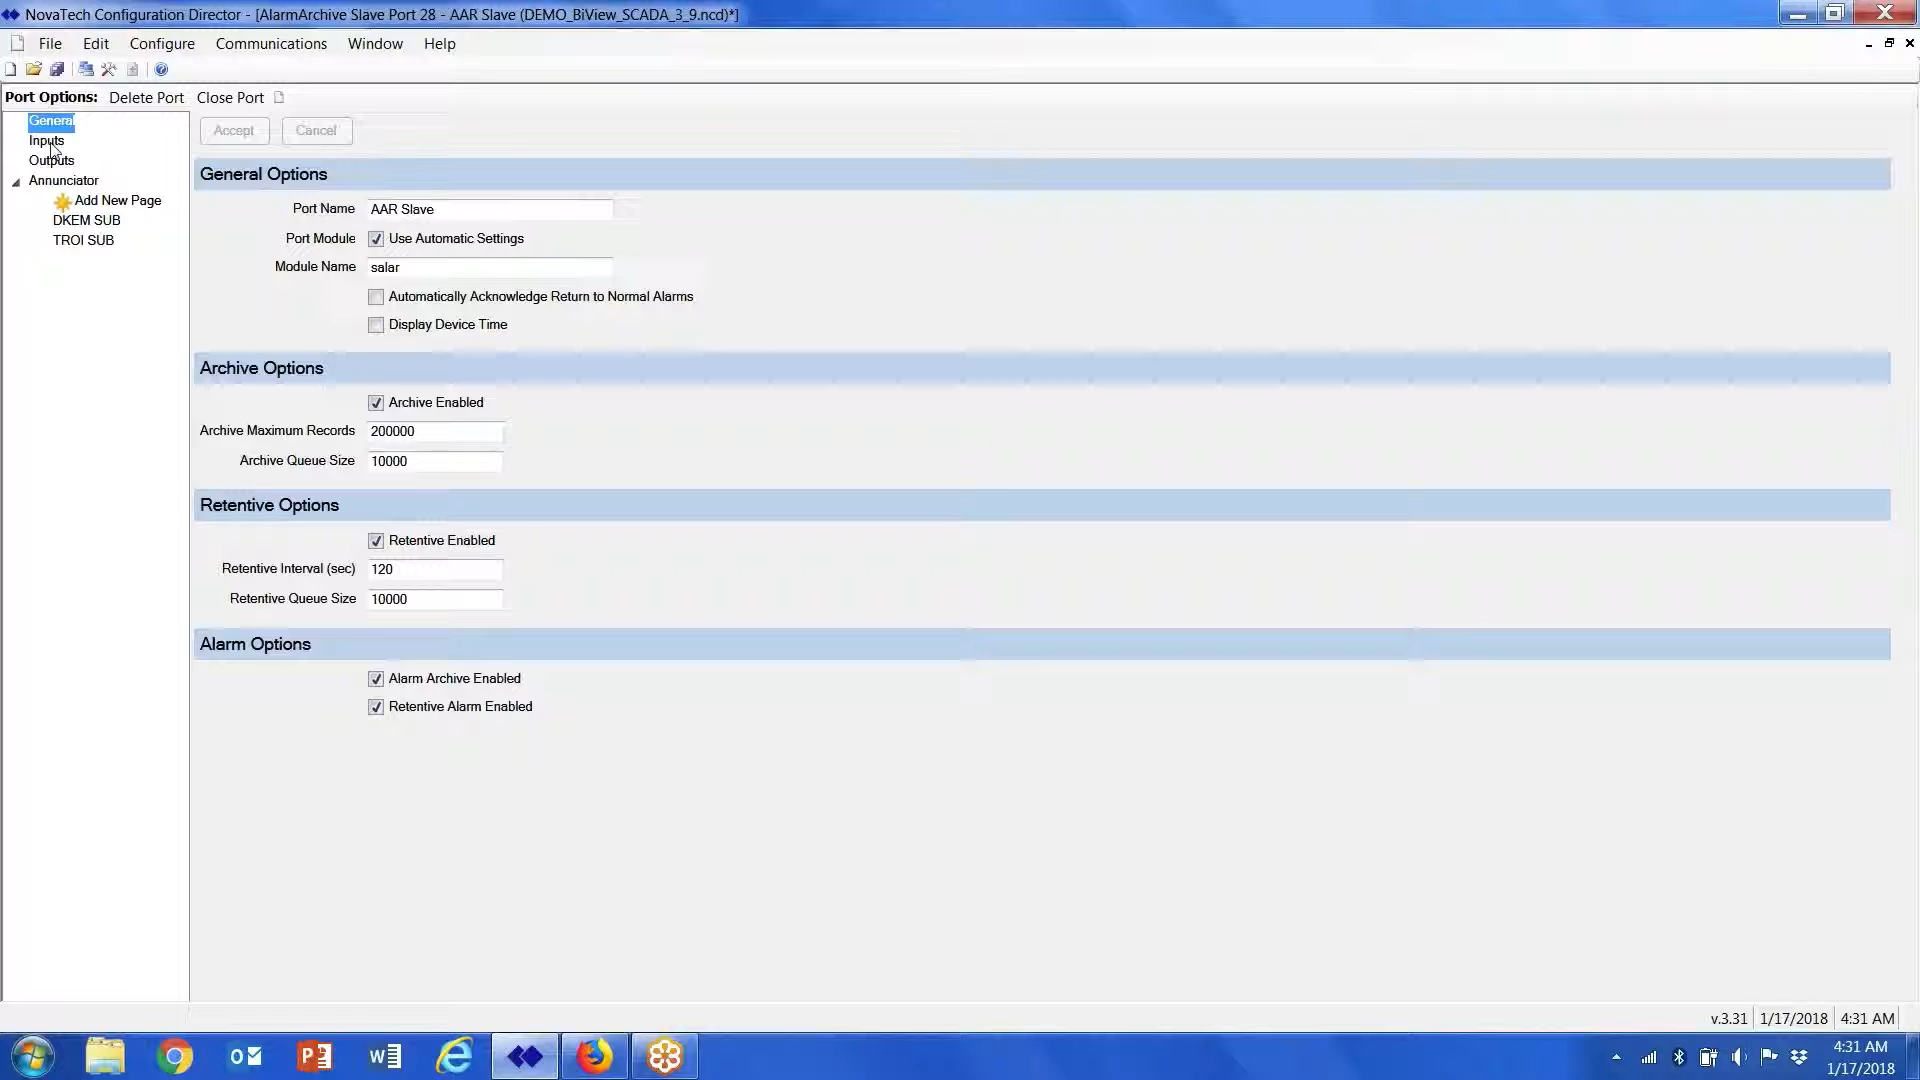 NovaTech Configuration Director - [AlarmArchive Slave Port 28 - AAR Slave (DEMO_BiView_SCADA_3_9.ncd)*]
File Edit Configure Communications Window Help
Port Options: Delete Port Close Port
General
Inputs
Outputs
Annunciator
Add New Page
DKEM SUB
TROI SUB
Accept Cancel
General Options
Port Name AAR Slave
Port Module Use Automatic Settings
Module Name salar
Automatically Acknowledge Return to Normal Alarms
Display Device Time
Archive Options
Archive Enabled
Archive Maximum Records 200000
Archive Queue Size 10000
Retentive Options
Retentive Enabled
Retentive Interval (sec) 120
Retentive Queue Size 10000
Alarm Options
Alarm Archive Enabled
Retentive Alarm Enabled
v.3.31 1/17/2018 4:31 AM
4:31 AM
1/17/2018